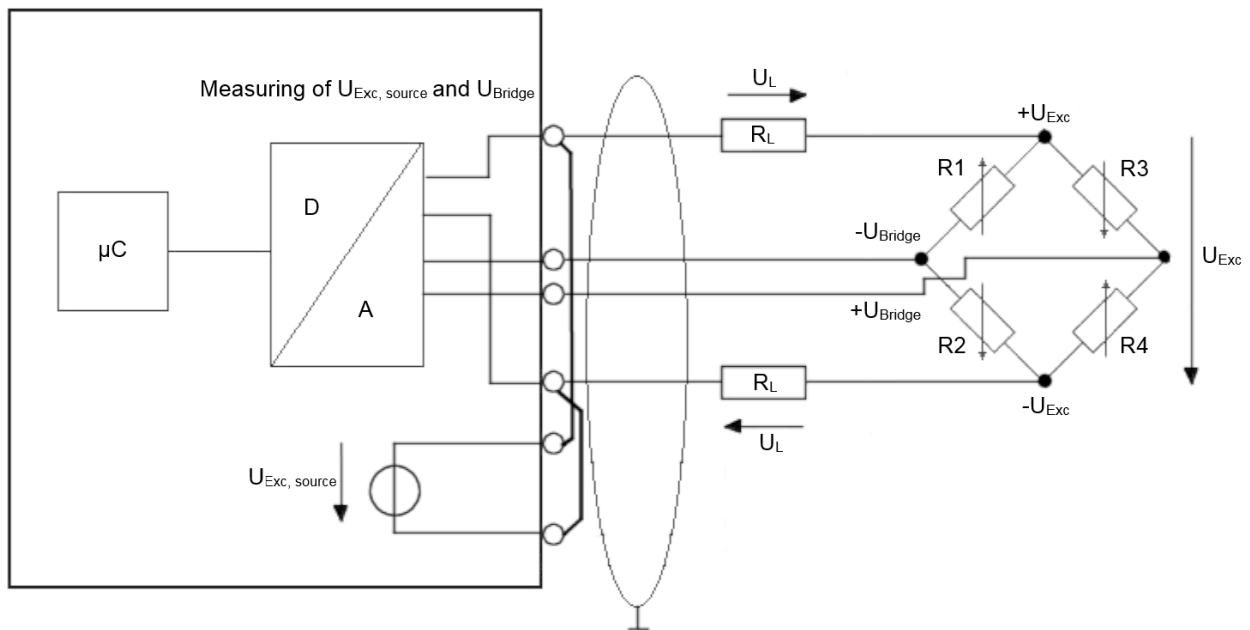 Measuring of UExc, source and UBridge
UL
RL
+UExc
R1
R3
D
µC
-UBridge
UExc
A
+UBridge
R2
R4
RL
-UExc
UL
UExc, source